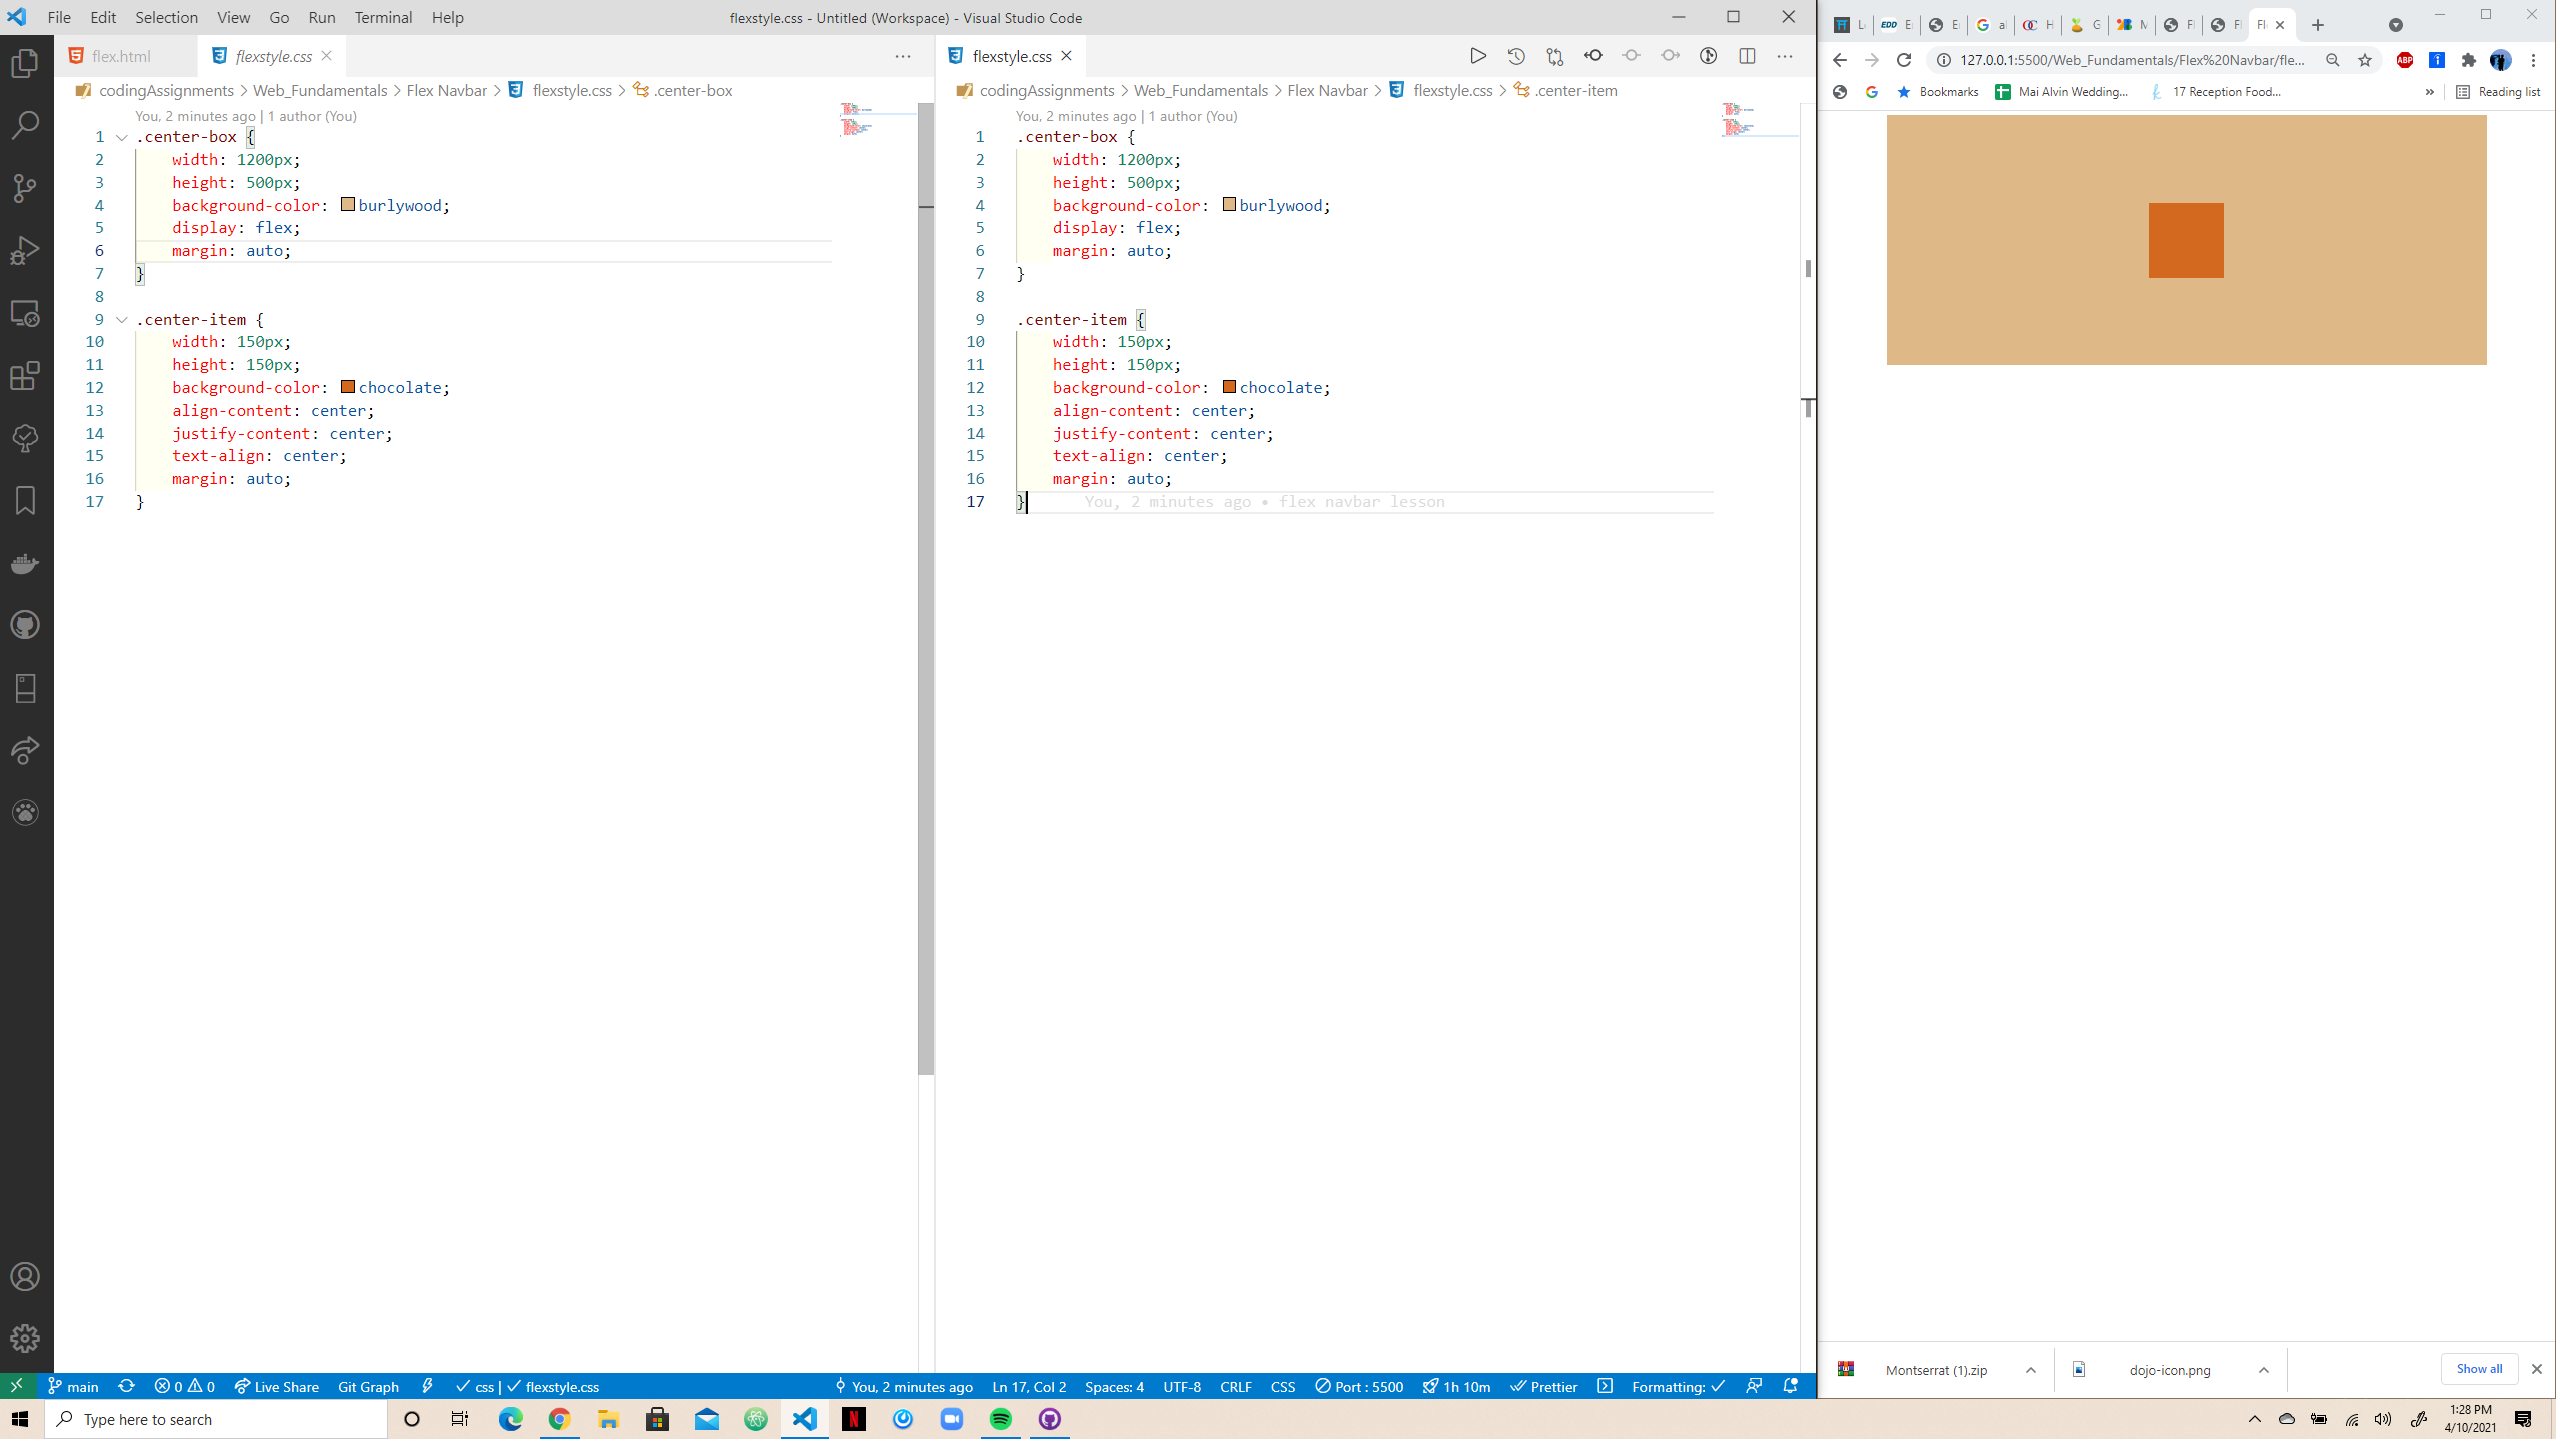 File Edit Selection View Go Run Terminal Help
flexstyle.css - Untitled (Workspace) - Visual Studio Code
flex.html
flexstyle.css
codingAssignments > Web_Fundamentals > Flex Navbar > flexstyle.css > .center-box
You, 2 minutes ago | 1 author (You)
1 .center-box {
2 width: 1200px;
3 height: 500px;
4 background-color: burlywood;
5 display: flex;
6 margin: auto;
7 }
8
9 .center-item {
10 width: 150px;
11 height: 150px;
12 background-color: chocolate;
13 align-content: center;
14 justify-content: center;
15 text-align: center;
16 margin: auto;
17 }
flexstyle.css
codingAssignments > Web_Fundamentals > Flex Navbar > flexstyle.css > .center-item
You, 2 minutes ago | 1 author (You)
1 .center-box {
2 width: 1200px;
3 height: 500px;
4 background-color: burlywood;
5 display: flex;
6 margin: auto;
7 }
8
9 .center-item {
10 width: 150px;
11 height: 150px;
12 background-color: chocolate;
13 align-content: center;
14 justify-content: center;
15 text-align: center;
16 margin: auto;
17 } You, 2 minutes ago • flex navbar lesson
main 0 0 Live Share Git Graph css | flexstyle.css You, 2 minutes ago Ln 17, Col 2 Spaces: 4 UTF-8 CRLF CSS Port : 5500 1h 10m Prettier Formatting:
EDD
127.0.0.1:5500/Web_Fundamentals/Flex%20Navbar/fle...
ABP
Bookmarks Mai Alvin Wedding... 17 Reception Food... » Reading list
Montserrat (1).zip dojo-icon.png Show all
Type here to search
1:28 PM
4/10/2021